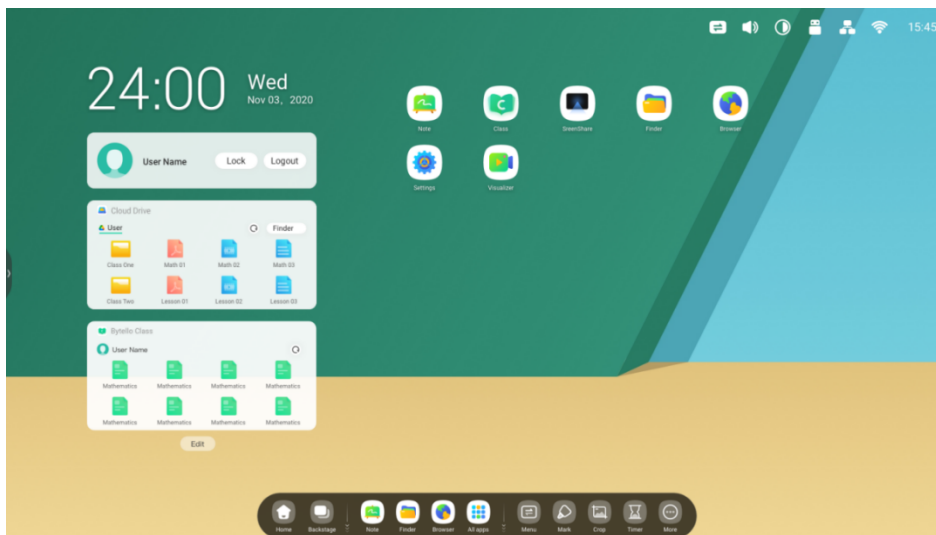 15:45
24:00
Wed
Nov 03, 2020
User Name
Lock
Logout
Cloud Drive
User
Finder
Class One
Math 01
Math 02
Math 03
Class Two
Lesson 01
Lesson 02
Lesson 03
Bytello Class
User Name
Mathematics
Mathematics
Mathematics
Mathematics
Mathematics
Mathematics
Mathematics
Mathematics
Edit
Note
Class
SreenShare
Finder
Browser
Settings
Visualizer
Home
Backstage
Note
Finder
Browser
All apps
Menu
Mark
Crop
Timer
More